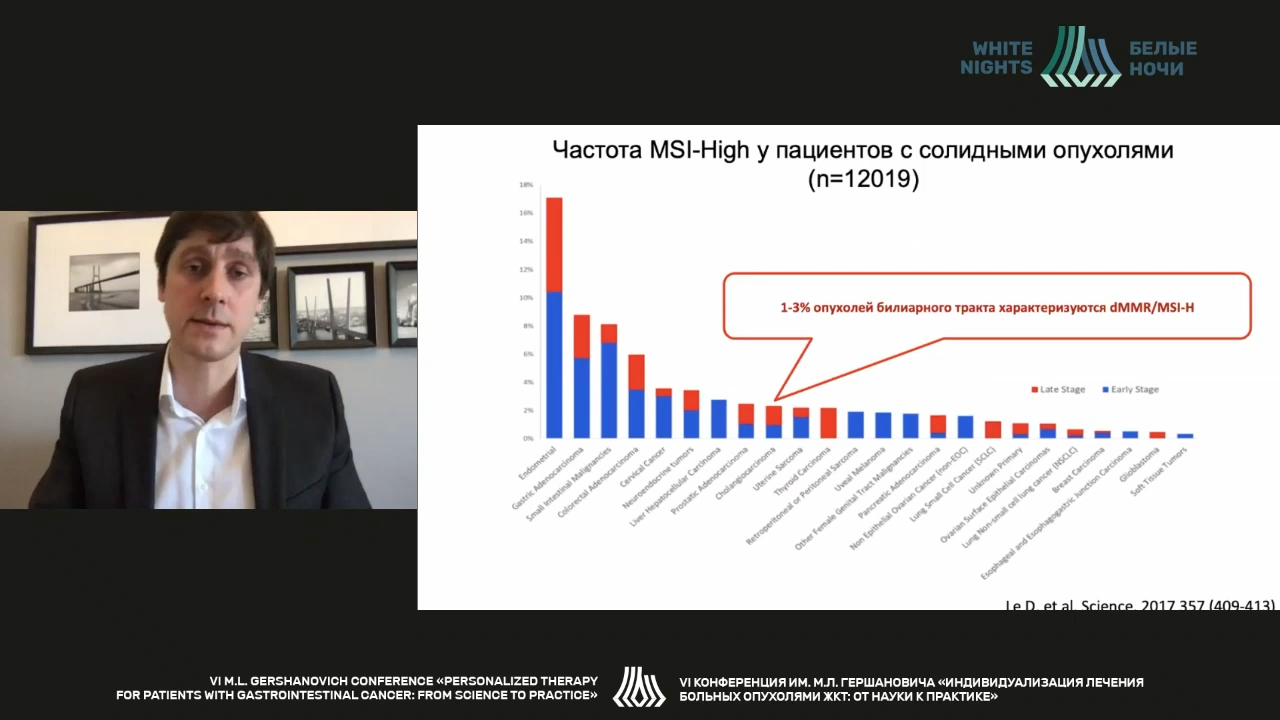 WHITE
NIGHTS
БЕЛЫЕ
НОЧИ
Частота MSI-High у пациентов с солидными опухолями
(n=12019)
18%
16%
14%
12%
10%
8%
6%
4%
2%
0%
1-3% опухолей билиарного тракта характеризуются dMMR/MSI-H
Late Stage
Early Stage
Endometrial
Gastric Adenocarcinoma
Small Intestinal Malignancies
Colorectal Adenocarcinoma
Cervical Cancer
Neuroendocrine tumors
Liver Hepatocellular Carcinoma
Prostatic Adenocarcinoma
Cholangiocarcinoma
Uterine Sarcoma
Thyroid Carcinoma
Retroperitoneal or Peritoneal Sarcoma
Uveal Melanoma
Other Female Genital Tract Malignancies
Pancreatic Adenocarcinoma
Non Epithelial Ovarian Cancer (non-EOC)
Lung Small Cell Cancer (SCLC)
Unknown Primary
Ovarian Surface Epithelial Carcinomas
Lung Non-small cell lung cancer (NSCLC)
Breast Carcinoma
Esophageal and Esophagogastric Junction Carcinoma
Glioblastoma
Soft Tissue Tumors
Le D. et al. Science. 2017 357 (409-413)
VI M.L. GERSHANOVICH CONFERENCE «PERSONALIZED THERAPY
FOR PATIENTS WITH GASTROINTESTINAL CANCER: FROM SCIENCE TO PRACTICE»
VI КОНФЕРЕНЦИЯ ИМ. М.Л. ГЕРШАНОВИЧА «ИНДИВИДУАЛИЗАЦИЯ ЛЕЧЕНИЯ
БОЛЬНЫХ ОПУХОЛЯМИ ЖКТ: ОТ НАУКИ К ПРАКТИКЕ»